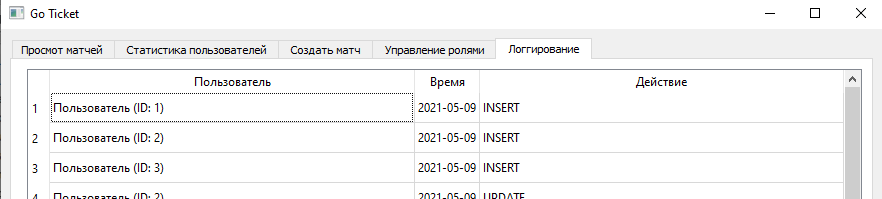 Go Ticket
Просмот матчей Статистика пользователей Создать матч Управление ролями Логгирование
Пользователь Время Действие
1 Пользователь (ID: 1) 2021-05-09 INSERT
2 Пользователь (ID: 2) 2021-05-09 INSERT
3 Пользователь (ID: 3) 2021-05-09 INSERT
4 Пользователь (ID: 2) 2021-05-09 UPDATE